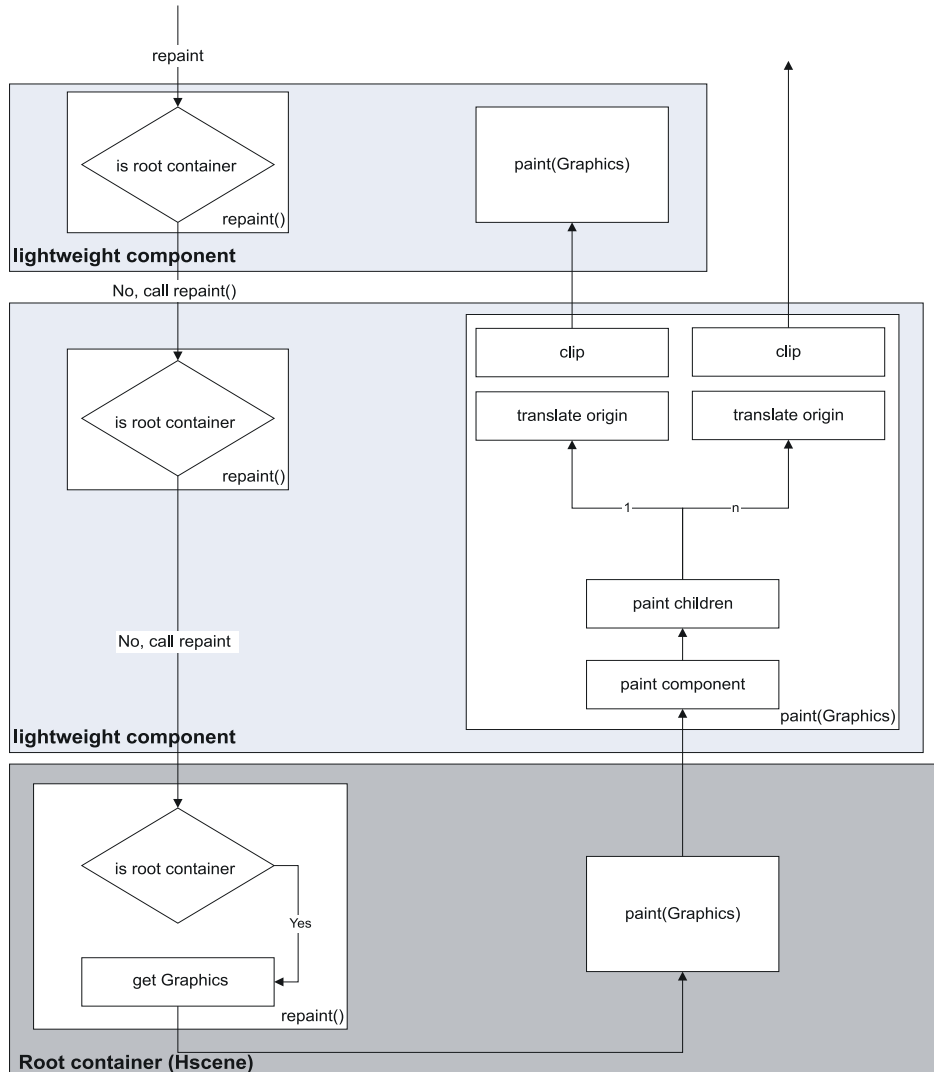 repaint
is root container
repaint()
paint(Graphics)
lightweight component
No, call repaint()
is root container
repaint()
clip
clip
translate origin
translate origin
1
n
paint children
paint component
paint(Graphics)
No, call repaint
lightweight component
is root container
Yes
get Graphics
repaint()
paint(Graphics)
Root container (Hscene)